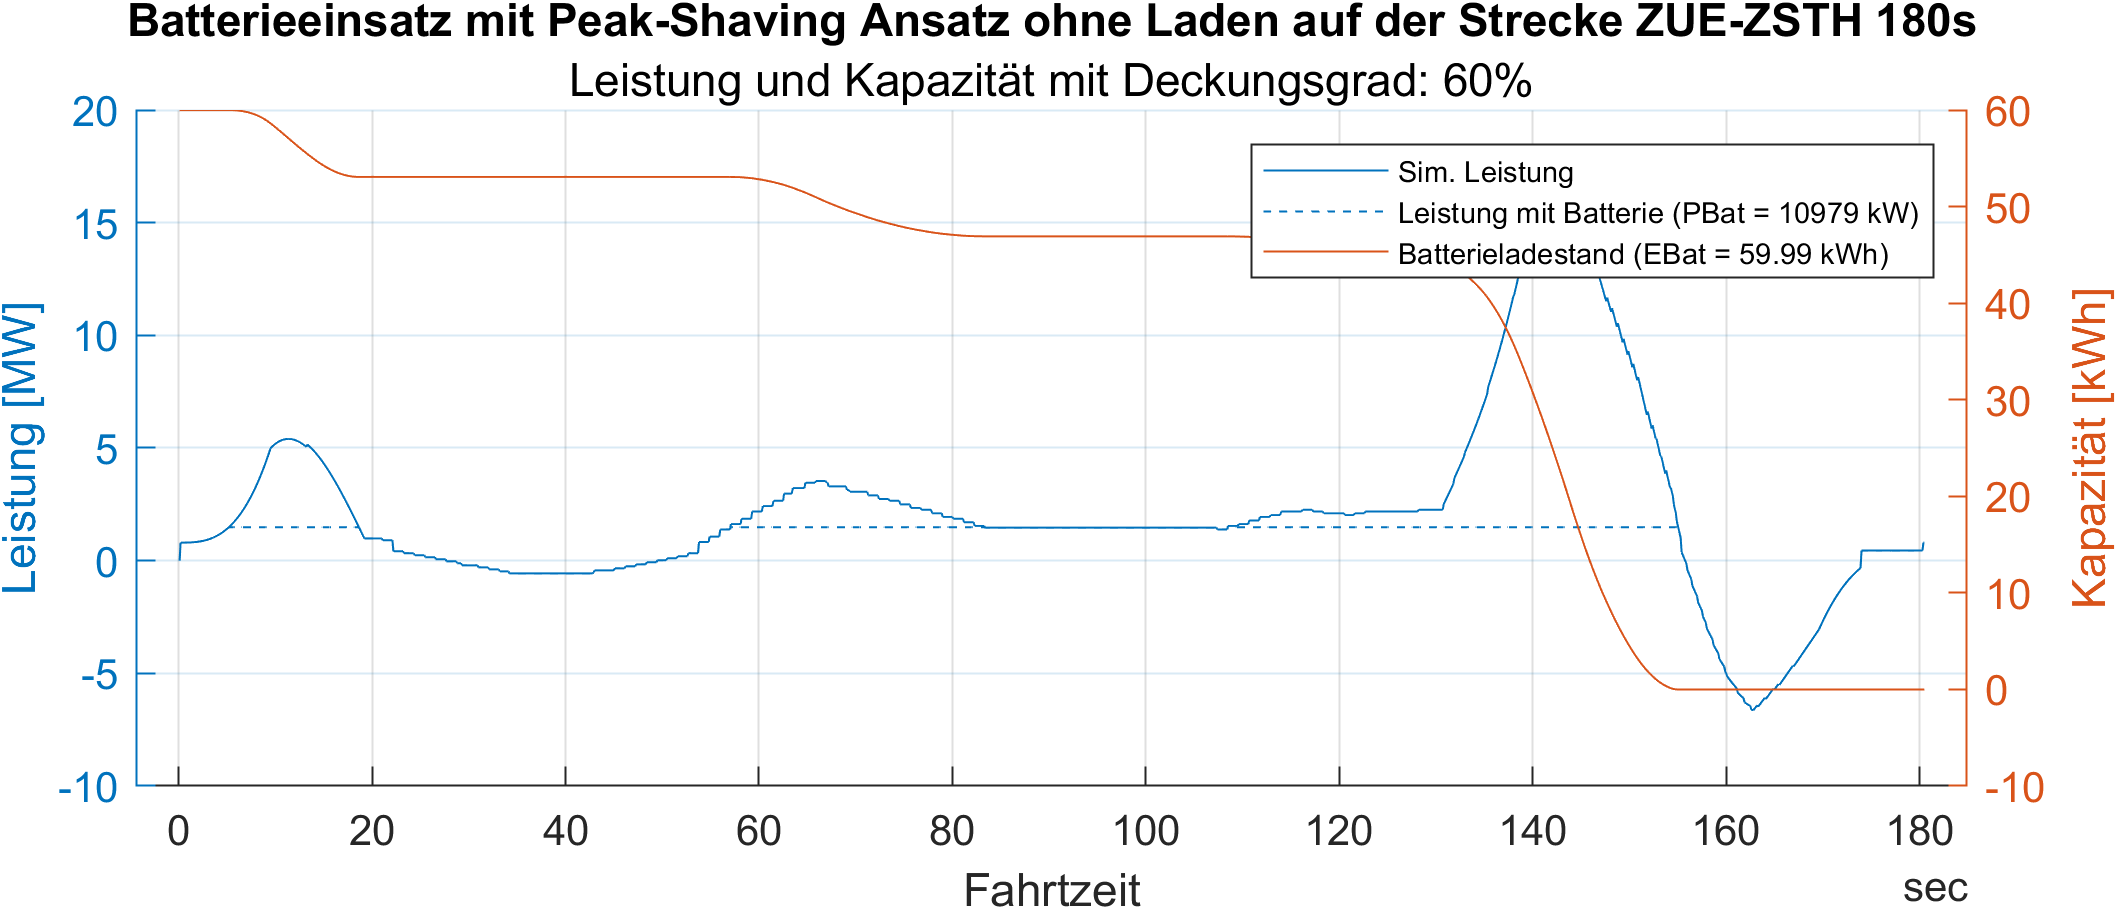 Batterieeinsatz mit Peak-Shaving Ansatz ohne Laden auf der Strecke ZUE-ZSTH 180s
Leistung und Kapazität mit Deckungsgrad: 60%
Leistung [MW]
20
15
10
5
0
-5
-10
Sim. Leistung
Leistung mit Batterie (PBat = 10979 kW)
Batterieladestand (EBat = 59.99 kWh)
60
50
40
30
20
10
0
-10
Kapazität [kWh]
0 20 40 60 80 100 120 140 160 180
Fahrtzeit
sec